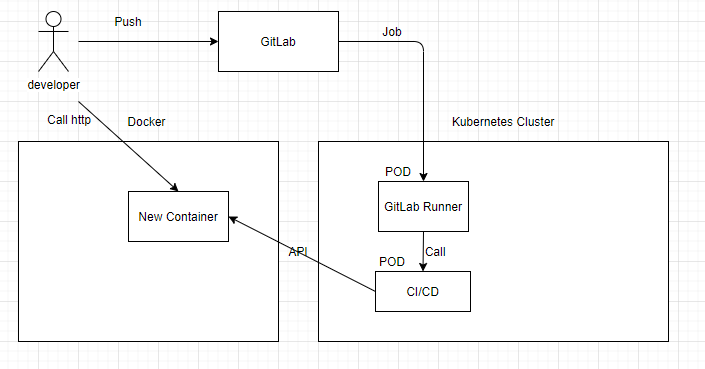 Push
GitLab
Job
developer
Call http
Docker
Kubernetes Cluster
POD
New Container
GitLab Runner
API
Call
POD
CI/CD